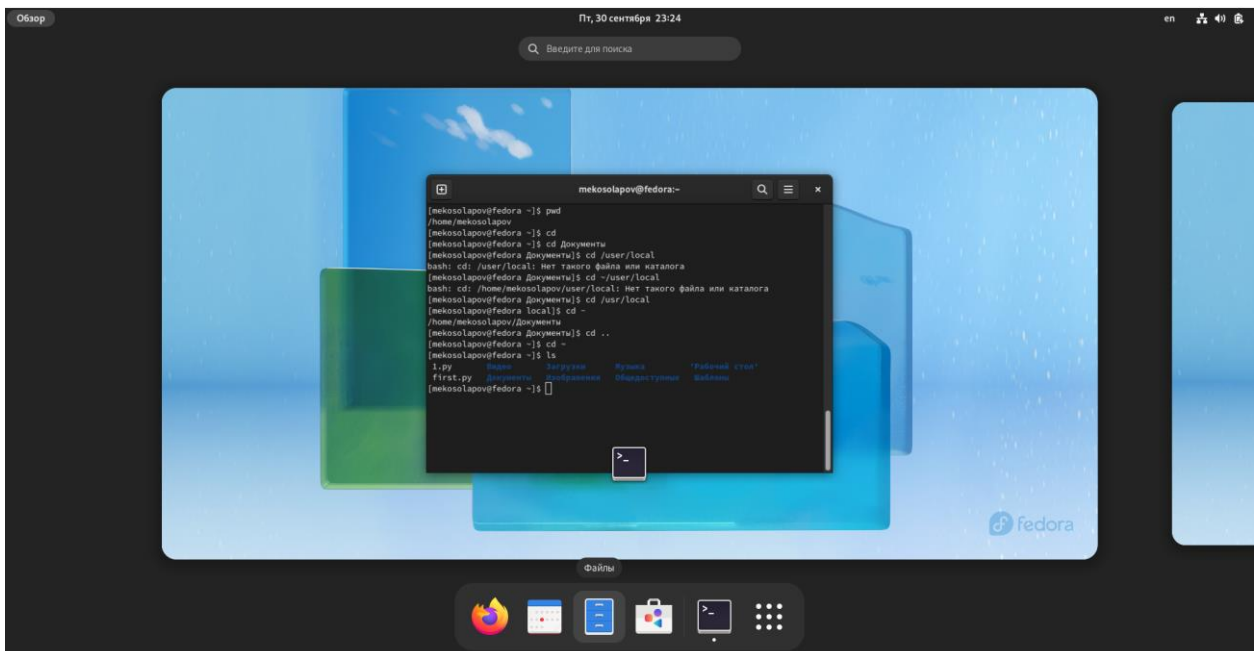 Обзор
Пт, 30 сентября 23:24
en
Введите для поиска
mekosolapov@fedora:~
[mekosolapov@fedora ~]$ pwd
/home/mekosolapov
[mekosolapov@fedora ~]$ cd
[mekosolapov@fedora ~]$ cd Документы
[mekosolapov@fedora Документы]$ cd /user/local
bash: cd: /user/local: Нет такого файла или каталога
[mekosolapov@fedora Документы]$ cd ~/user/local
bash: cd: /home/mekosolapov/user/local: Нет такого файла или каталога
[mekosolapov@fedora Документы]$ cd /usr/local
[mekosolapov@fedora local]$ cd -
/home/mekosolapov/Документы
[mekosolapov@fedora Документы]$ cd ..
[mekosolapov@fedora ~]$ cd ~
[mekosolapov@fedora ~]$ ls
1.py Видео Загрузки Музыка 'Рабочий стол'
first.py Документы Изображения Общедоступные Шаблоны
[mekosolapov@fedora ~]$
fedora
Файлы